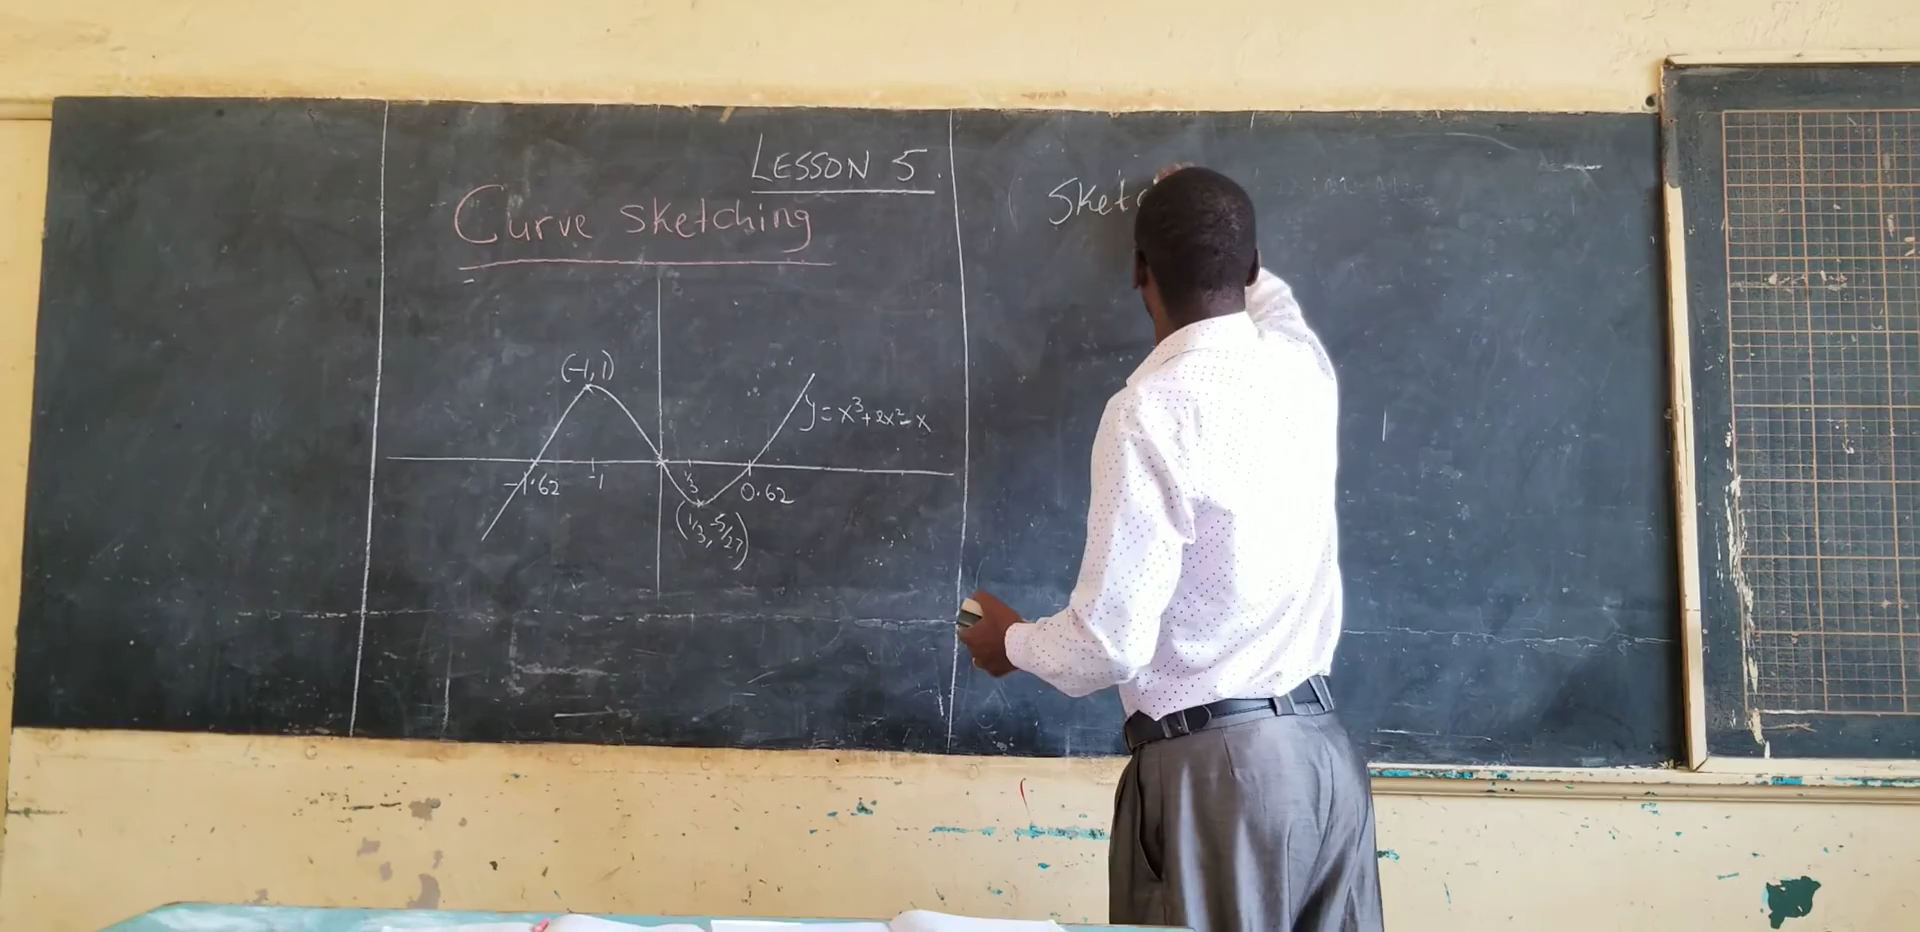 LESSON 5.
Curve Sketching
(-1, 1)
y = x³ + 2x² - x
-1.62
-1
1/3
0.62
(1/3, -5/27)
Sketc